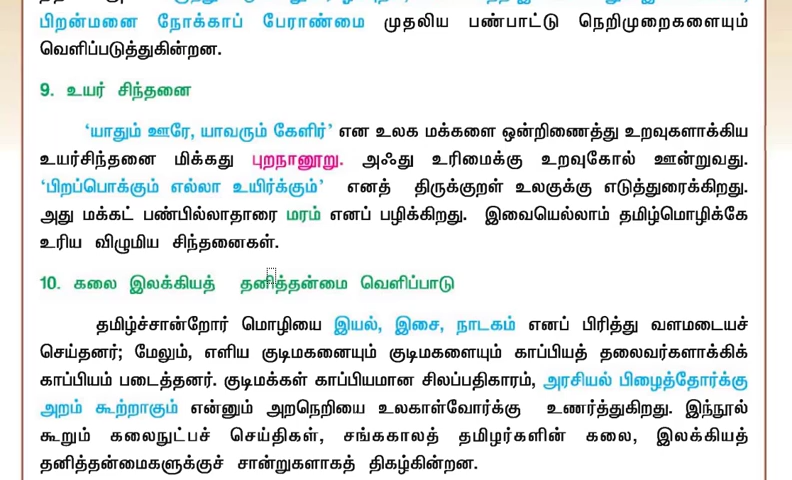 பிறன்மனை நோக்காப் பேராண்மை முதலிய பண்பாட்டு நெறிமுறைகளையும்
வெளிப்படுத்துகின்றன.
9. உயர் சிந்தனை
‘யாதும் ஊரே, யாவரும் கேளிர்’ என உலக மக்களை ஒன்றிணைத்து உறவுகளாக்கிய
உயர்சிந்தனை மிக்கது புறநானூறு. அஃது உரிமைக்கு உறவுகோல் ஊன்றுவது.
‘பிறப்பொக்கும் எல்லா உயிர்க்கும்’ எனத் திருக்குறள் உலகுக்கு எடுத்துரைக்கிறது.
அது மக்கட் பண்பில்லாதாரை மரம் எனப் பழிக்கிறது. இவையெல்லாம் தமிழ்மொழிக்கே
உரிய விழுமிய சிந்தனைகள்.
10. கலை இலக்கியத் தனித்தன்மை வெளிப்பாடு
தமிழ்ச்சான்றோர் மொழியை இயல், இசை, நாடகம் எனப் பிரித்து வளமடையச்
செய்தனர்; மேலும், எளிய குடிமகனையும் குடிமகளையும் காப்பியத் தலைவர்களாக்கிக்
காப்பியம் படைத்தனர். குடிமக்கள் காப்பியமான சிலப்பதிகாரம், அரசியல் பிழைத்தோர்க்கு
அறம் கூற்றாகும் என்னும் அறநெறியை உலகாள்வோர்க்கு உணர்த்துகிறது. இந்நூல்
கூறும் கலைநுட்பச் செய்திகள், சங்ககாலத் தமிழர்களின் கலை, இலக்கியத்
தனித்தன்மைகளுக்குச் சான்றுகளாகத் திகழ்கின்றன.